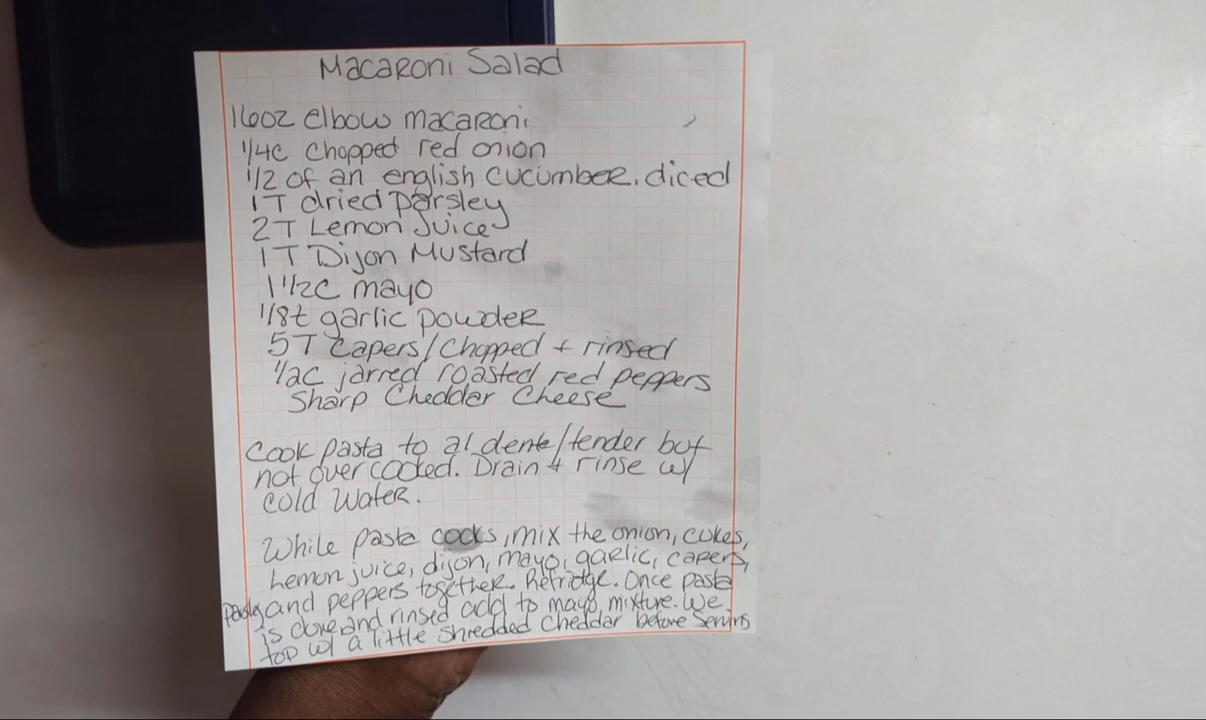 Macaroni Salad
16oz elbow macaroni
1/4c chopped red onion
1/2 of an english cucumber, diced
1T dried parsley
2T Lemon Juice
1T Dijon Mustard
1 1/2c mayo
1/8t garlic powder
5T capers/chopped + rinsed
1/2c jarred roasted red peppers
Sharp Cheddar Cheese
Cook pasta to al dente/tender but
not over cooked. Drain + rinse w/
cold water.
While pasta cooks, mix the onion, cukes,
Lemon juice, dijon, mayo, garlic, capers,
parsley and peppers together. Refridge. Once pasta
is done and rinsed add to mayo mixture. We
top w/ a little shredded cheddar before serving